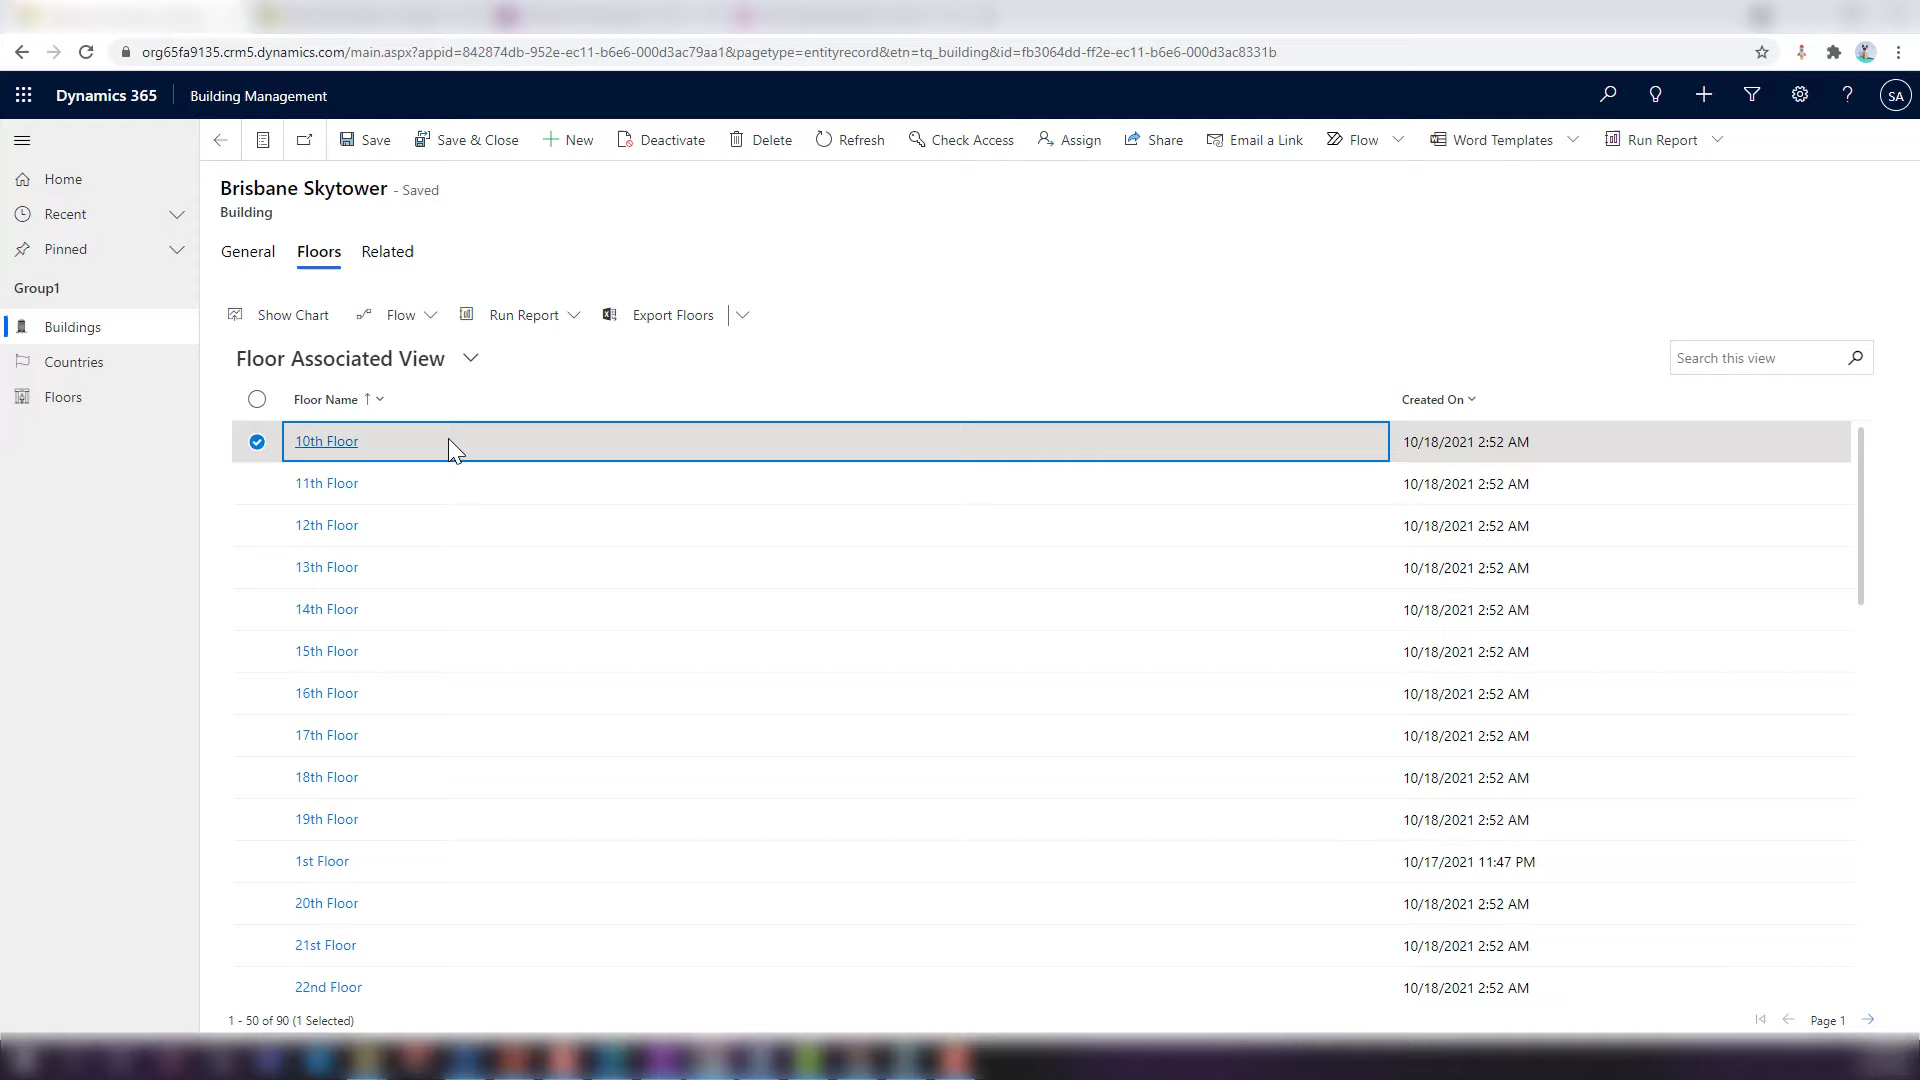 org65fa9135.crm5.dynamics.com/main.aspx?appid=842874db-952e-ec11-b6e6-000d3ac79aa1&pagetype=entityrecord&etn=tq_building&id=fb3064dd-ff2e-ec11-b6e6-000d3ac8331b
Dynamics 365 Building Management SA
Save Save & Close New Deactivate Delete Refresh Check Access Assign Share Email a Link Flow Word Templates Run Report
Home
Recent
Pinned
Group1
Buildings
Countries
Floors
Brisbane Skytower - Saved
Building
General Floors Related
Show Chart Flow Run Report Export Floors
Floor Associated View Search this view
Floor Name Created On
10th Floor 10/18/2021 2:52 AM
11th Floor 10/18/2021 2:52 AM
12th Floor 10/18/2021 2:52 AM
13th Floor 10/18/2021 2:52 AM
14th Floor 10/18/2021 2:52 AM
15th Floor 10/18/2021 2:52 AM
16th Floor 10/18/2021 2:52 AM
17th Floor 10/18/2021 2:52 AM
18th Floor 10/18/2021 2:52 AM
19th Floor 10/18/2021 2:52 AM
1st Floor 10/17/2021 11:47 PM
20th Floor 10/18/2021 2:52 AM
21st Floor 10/18/2021 2:52 AM
22nd Floor 10/18/2021 2:52 AM
1 - 50 of 90 (1 Selected) Page 1